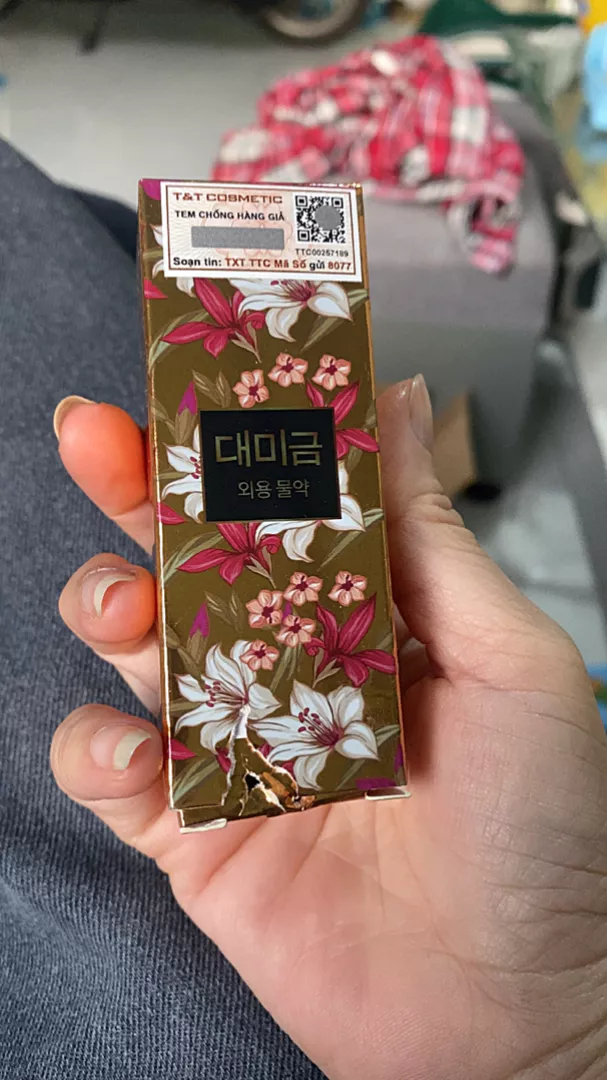 T&T COSMETIC
TEM CHỐNG HÀNG GIẢ
TTC00257189
Soạn tin: TXT TTC Mã Số gửi 8077
대미금
외용 물약